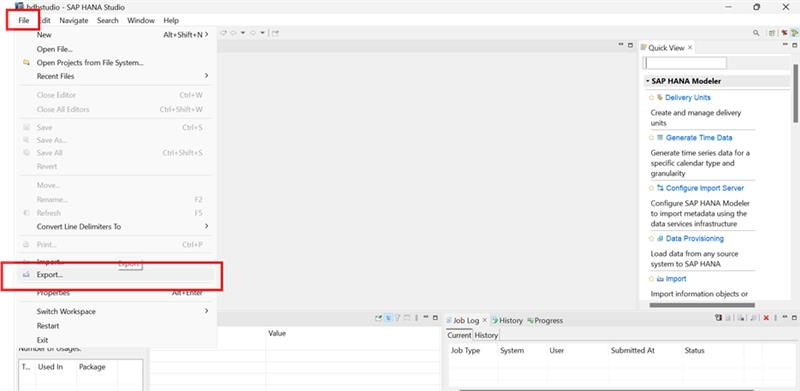 hdbstudio - SAP HANA Studio
File Edit Navigate Search Window Help
New Alt+Shift+N
Open File...
Open Projects from File System...
Recent Files
Close Editor Ctrl+W
Close All Editors Ctrl+Shift+W
Save Ctrl+S
Save As...
Save All Ctrl+Shift+S
Revert
Move...
Rename... F2
Refresh F5
Convert Line Delimiters To
Print... Ctrl+P
Import...
Export
Export...
Properties Alt+Enter
Switch Workspace
Restart
Exit
Number of Usages:
T... Used In Package
Value
Quick View
SAP HANA Modeler
Delivery Units
Create and manage delivery
units
Generate Time Data
Generate time series data for a
specific calendar type and
granularity
Configure Import Server
Configure SAP HANA Modeler
to import metadata using the
data services infrastructure
Data Provisioning
Load data from any source
system to SAP HANA
Import
Import information objects or
Job Log History Progress
Current History
Job Type System User Submitted At Status